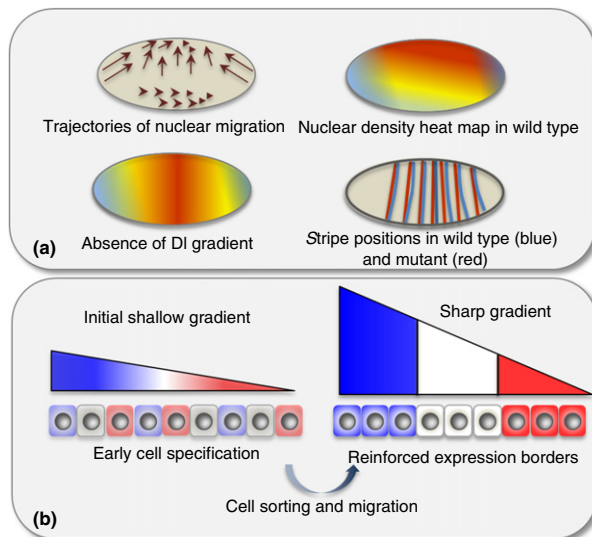 Trajectories of nuclear migration
Nuclear density heat map in wild type
Absence of Dl gradient
Stripe positions in wild type (blue)
and mutant (red)
(a)
Initial shallow gradient
Sharp gradient
Early cell specification
Reinforced expression borders
Cell sorting and migration
(b)